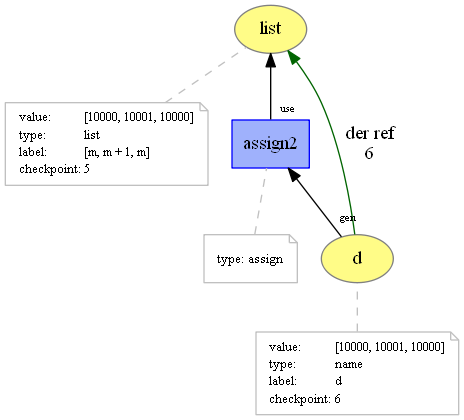 list
value: [10000, 10001, 10000]
type: list
label: [m, m + 1, m]
checkpoint: 5
use
assign2
der ref
6
gen
type: assign
d
value: [10000, 10001, 10000]
type: name
label: d
checkpoint: 6